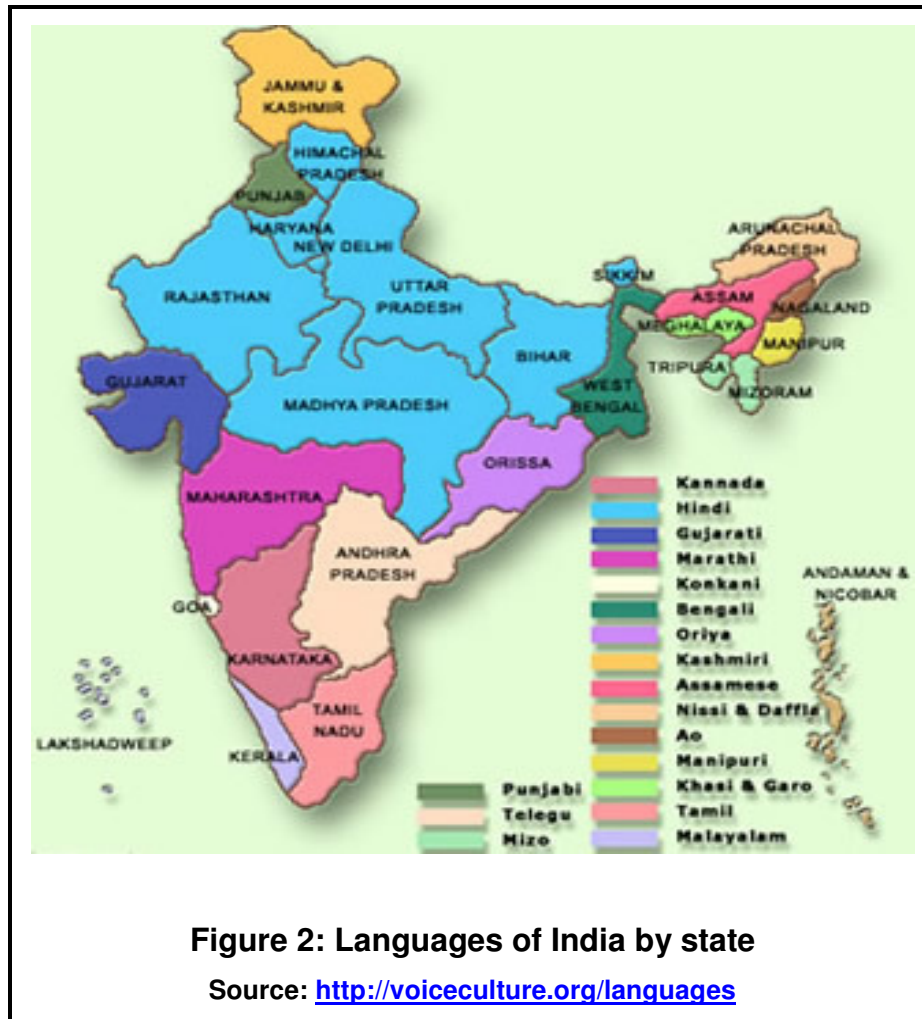 JAMMU &
KASHMIR
HIMACHAL
PRADESH
PUNJAB
HARYANA
NEW DELHI
ARUNACHAL
PRADESH
SIKKIM
UTTAR
PRADESH
RAJASTHAN
ASSAM
NAGALAND
MEGHALAYA
MANIPUR
BIHAR
TRIPURA
GUJARAT
WEST
BENGAL
MIZORAM
MADHYA PRADESH
ORISSA
MAHARASHTRA
ANDHRA
PRADESH
GOA
KARNATAKA
TAMIL
NADU
KERALA
LAKSHADWEEP
ANDAMAN &
NICOBAR
Kannada
Hindi
Gujarati
Marathi
Konkani
Bengali
Oriya
Kashmiri
Assamese
Nissi & Daffla
Ao
Manipuri
Khasi & Garo
Tamil
Malayalam
Punjabi
Telegu
Mizo
Figure 2: Languages of India by state
Source: http://voiceculture.org/languages